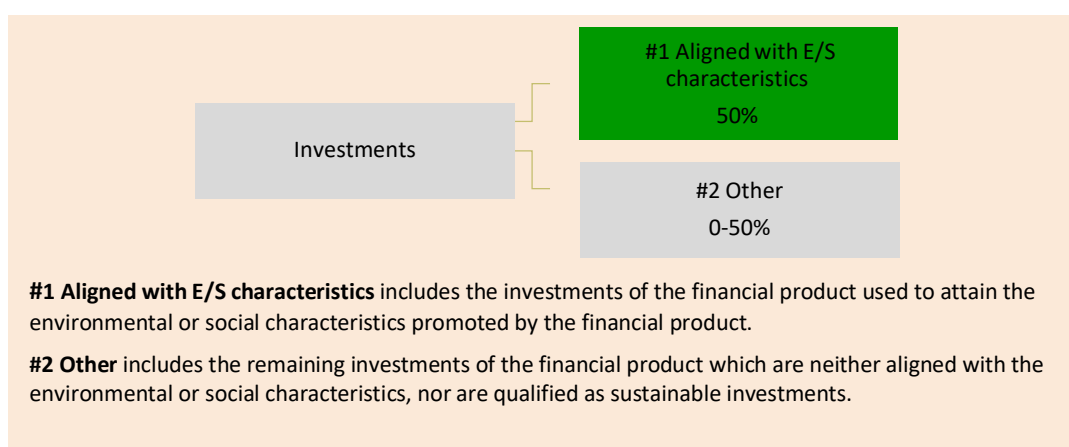 #1 Aligned with E/S
characteristics
50%
Investments
#2 Other
0-50%
#1 Aligned with E/S characteristics includes the investments of the financial product used to attain the
environmental or social characteristics promoted by the financial product.
#2 Other includes the remaining investments of the financial product which are neither aligned with the
environmental or social characteristics, nor are qualified as sustainable investments.